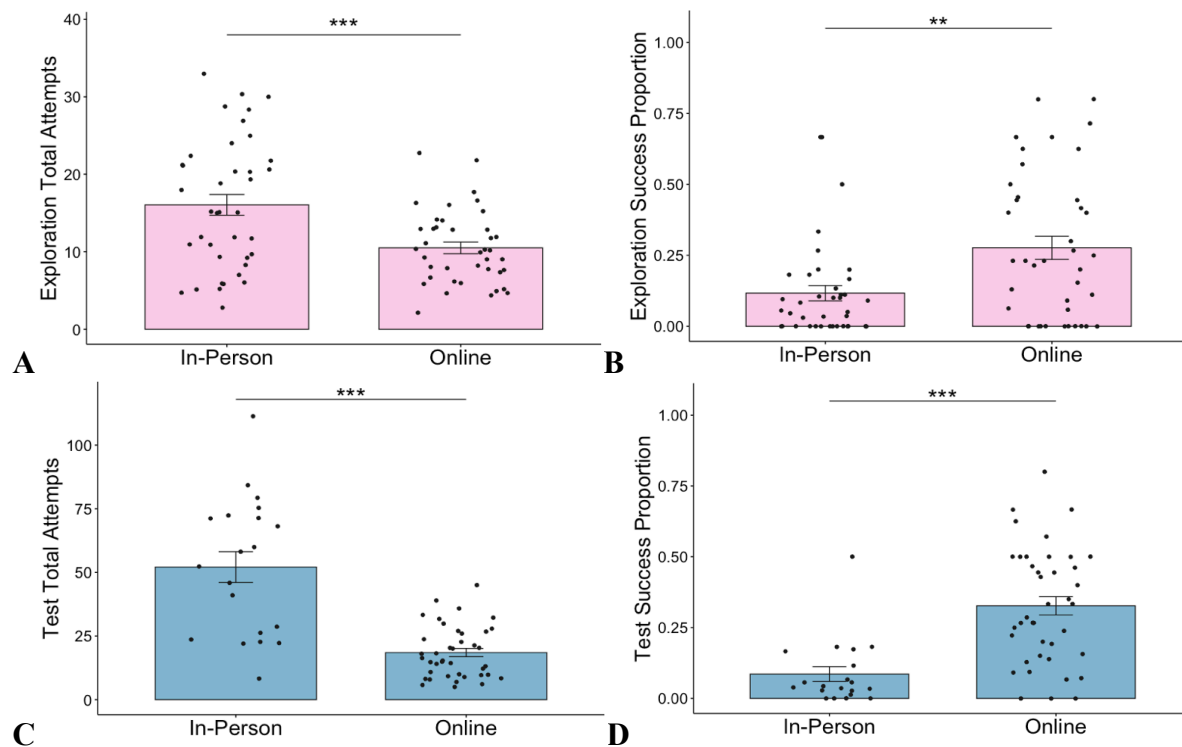 40
***
30
20
10
0
Exploration Total Attempts
In-Person
Online
A
**
1.00
0.75
0.50
0.25
0.00
Exploration Success Proportion
In-Person
Online
B
***
100
75
50
25
0
Test Total Attempts
In-Person
Online
C
***
1.00
0.75
0.50
0.25
0.00
Test Success Proportion
In-Person
Online
D